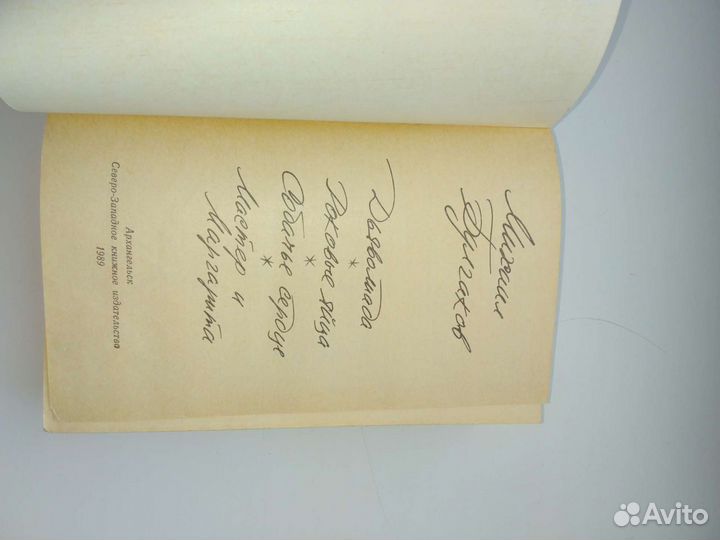 Михаил
Булгаков
Дьяволиада
*
Роковые яйца
*
Собачье сердце
*
Мастер и
Маргарита
Архангельск
Северо-Западное книжное издательство
1989
Avito